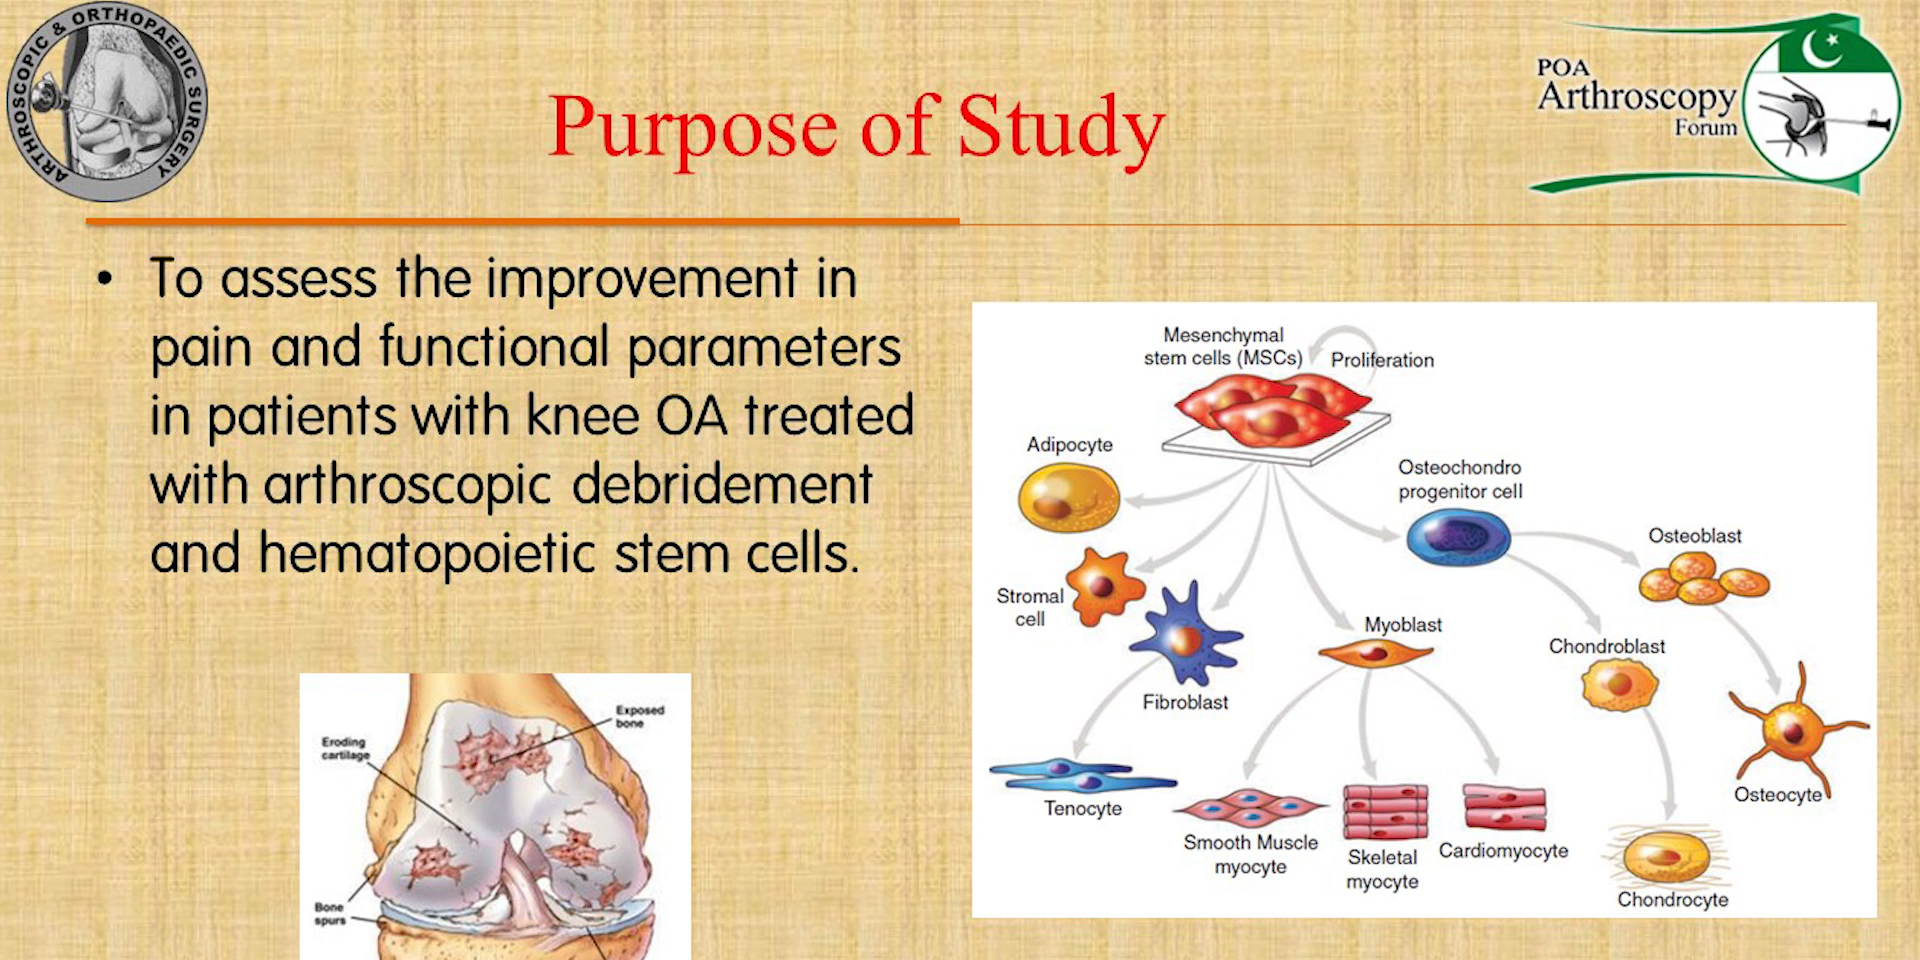 ARTHROSCOPIC & ORTHOPAEDIC SURGERY
POA
Arthroscopy
Forum
Purpose of Study
• To assess the improvement in
pain and functional parameters
in patients with knee OA treated
with arthroscopic debridement
and hematopoietic stem cells.
Mesenchymal
stem cells (MSCs)
Proliferation
Adipocyte
Osteochondro
progenitor cell
Osteoblast
Stromal
cell
Myoblast
Chondroblast
Fibroblast
Tenocyte
Osteocyte
Smooth Muscle
myocyte
Skeletal
myocyte
Cardiomyocyte
Chondrocyte
Exposed
bone
Eroding
cartilage
Bone
spurs